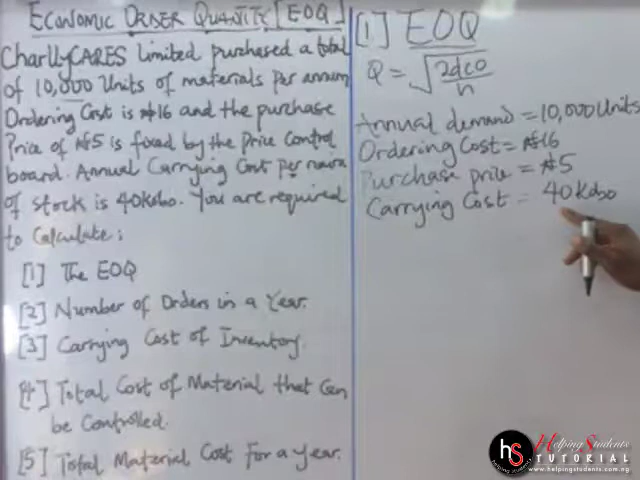 ECONOMIC ORDER QUANTITY [EOQ]
CharllyCARES Limited purchased a total
of 10,000 Units of materials per annum
Ordering Cost is ₦16 and the purchase
Price of ₦5 is fixed by the Price Control
board. Annual Carrying Cost per naira
of stock is 40Kobo. You are required
to Calculate:
[1] The EOQ
[2] Number of Orders in a Year.
[3] Carrying Cost of Inventory.
[4] Total Cost of Material that Can
be Controlled.
[5] Total Material Cost For a Year.
[1] EOQ
Q = √2dco/h
Annual demand = 10,000 Units
Ordering Cost = ₦16
Purchase price = ₦5
Carrying Cost = 40Kobo
hs
Helping Students
TUTORIAL
www.helpingstudents.com.ng